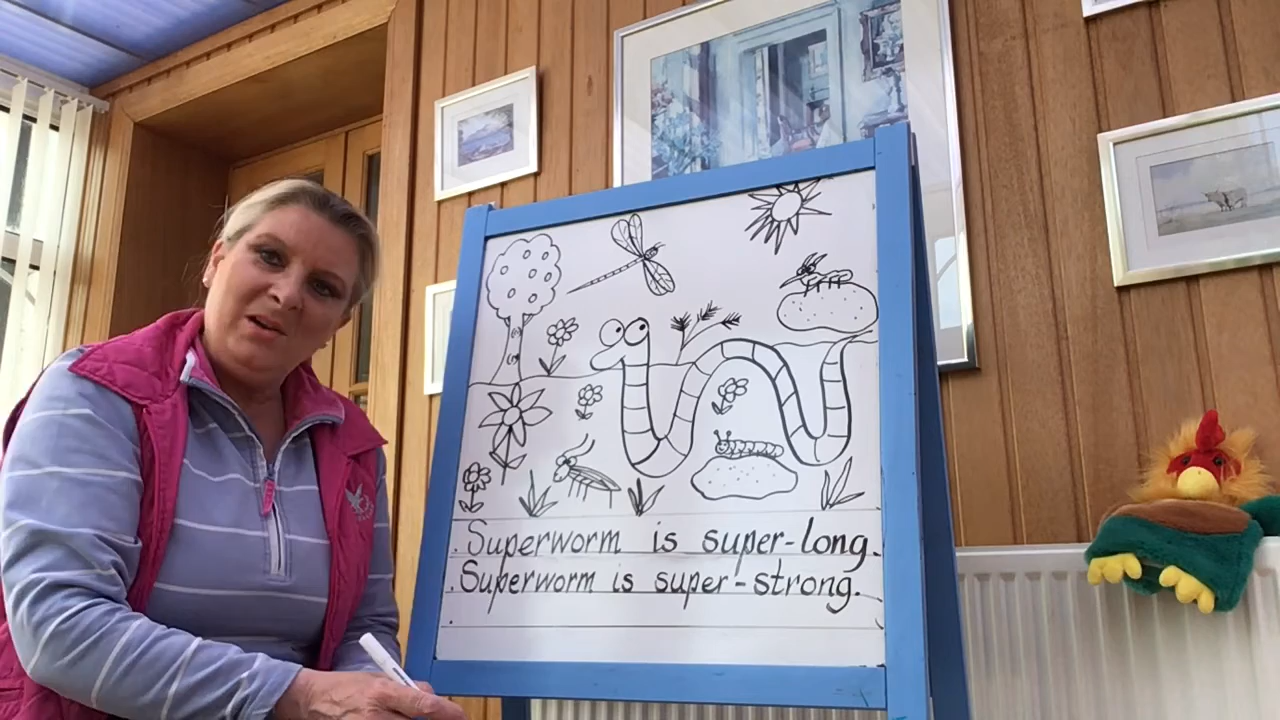 . Superworm is super-long.
. Superworm is super-strong.
.